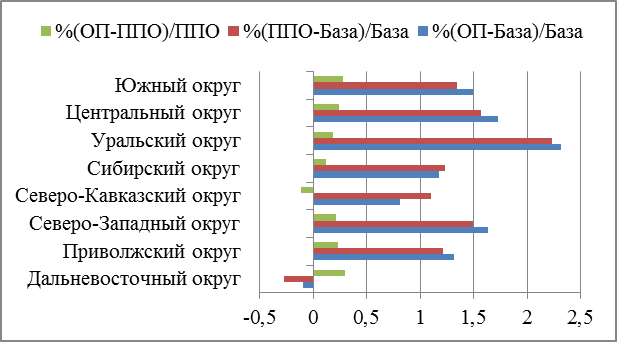 %(ОП-ППО)/ППО %(ППО-База)/База %(ОП-База)/База
Южный округ
Центральный округ
Уральский округ
Сибирский округ
Северо-Кавказский округ
Северо-Западный округ
Приволжский округ
Дальневосточный округ
-0,5 0 0,5 1 1,5 2 2,5